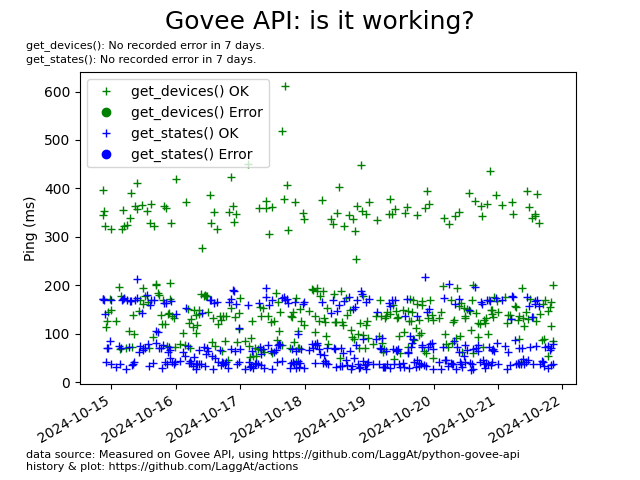 Govee API: is it working?
get_devices(): No recorded error in 7 days.
get_states(): No recorded error in 7 days.
get_devices() OK
get_devices() Error
get_states() OK
get_states() Error
Ping (ms)
600
500
400
300
200
100
0
2024-10-15
2024-10-16
2024-10-17
2024-10-18
2024-10-19
2024-10-20
2024-10-21
2024-10-22
data source: Measured on Govee API, using https://github.com/LaggAt/python-govee-api
history & plot: https://github.com/LaggAt/actions